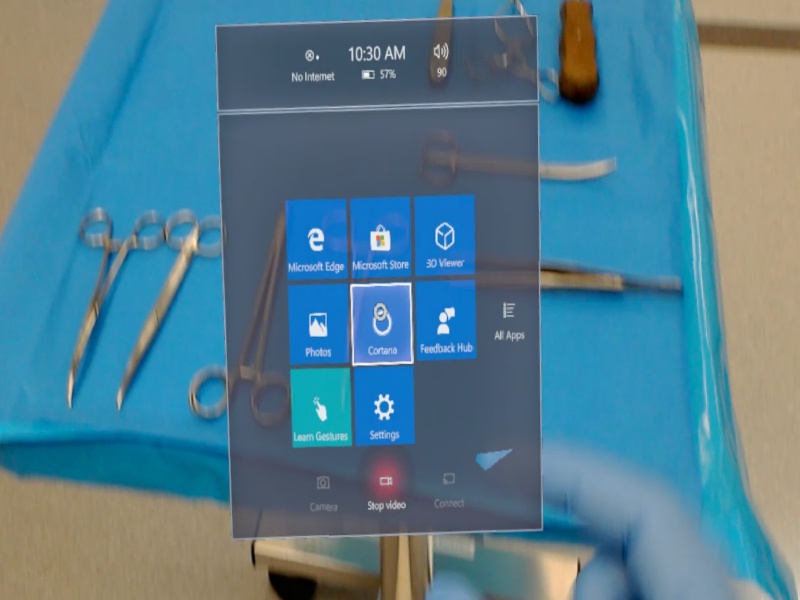 10:30 AM
No Internet
57%
90
Microsoft Edge
Microsoft Store
3D Viewer
Photos
Cortana
Feedback Hub
All Apps
Learn Gestures
Settings
Camera
Stop video
Connect